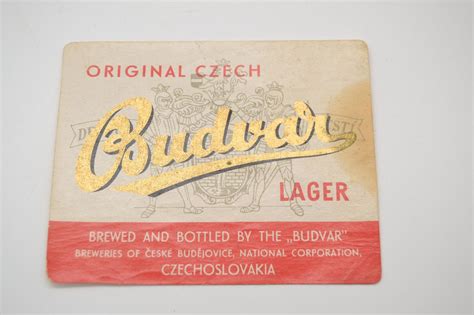 ORIGINAL CZECH
Budvar
LAGER
BREWED AND BOTTLED BY THE „BUDVAR”
BREWERIES OF ČESKÉ BUDĚJOVICE, NATIONAL CORPORATION,
CZECHOSLOVAKIA